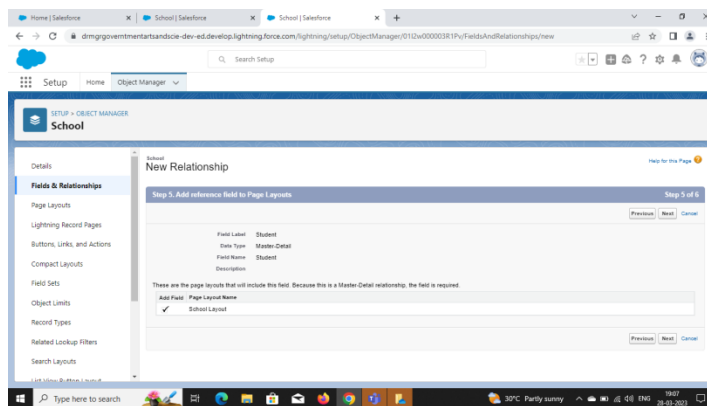 Home | Salesforce
School | Salesforce
School | Salesforce
drmgrgovernmentartsandscie-dev-ed.develop.lightning.force.com/lightning/setup/ObjectManager/01I2w000003R1Pv/FieldsAndRelationships/new
Search Setup
Setup Home Object Manager
SETUP > OBJECT MANAGER
School
Details
Fields & Relationships
Page Layouts
Lightning Record Pages
Buttons, Links, and Actions
Compact Layouts
Field Sets
Object Limits
Record Types
Related Lookup Filters
Search Layouts
List View Button Layout
School
New Relationship
Help for this Page
Step 5. Add reference field to Page Layouts Step 5 of 6
Previous Next Cancel
Field Label Student
Data Type Master-Detail
Field Name Student
Description
These are the page layouts that will include this field. Because this is a Master-Detail relationship, the field is required.
Add Field Page Layout Name
School Layout
Previous Next Cancel
Type here to search
30°C Partly sunny
ENG
19:07
28-03-2023